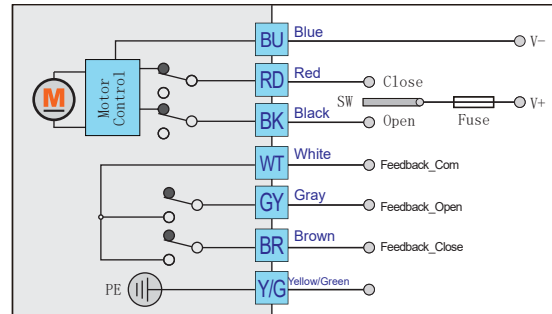 BU Blue V-
RD Red Close
M
Motor Control
SW V+
BK Black Open Fuse
WT White Feedback_Com
GY Gray Feedback_Open
BR Brown Feedback_Close
PE Y/G Yellow/Green